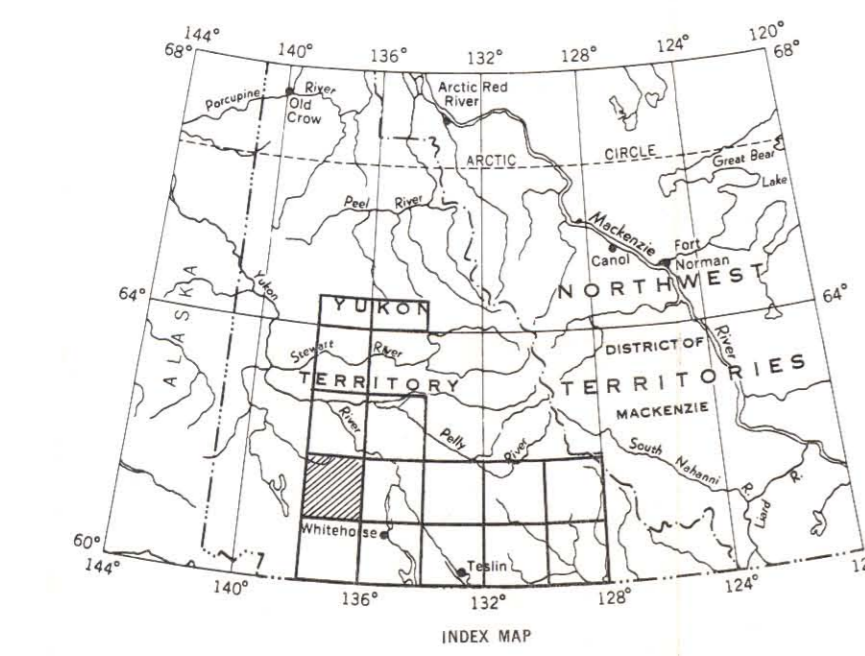 144°
68°
140°
136°
132°
128°
124°
120°
68°
Porcupine River
Old
Crow
Arctic Red
River
ARCTIC CIRCLE
Great Bear
Lake
Peel River
Mackenzie
Canol
Fort
Norman
NORTHWEST
64°
64°
ALASKA
Yukon
YUKON
Stewart River
DISTRICT OF
River
TERRITORY
TERRITORIES
MACKENZIE
River
Pelly
River
South Nahanni
R.
R.
Liard
Whitehorse
Teslin
60°
144°
140°
136°
132°
128°
124°
INDEX MAP